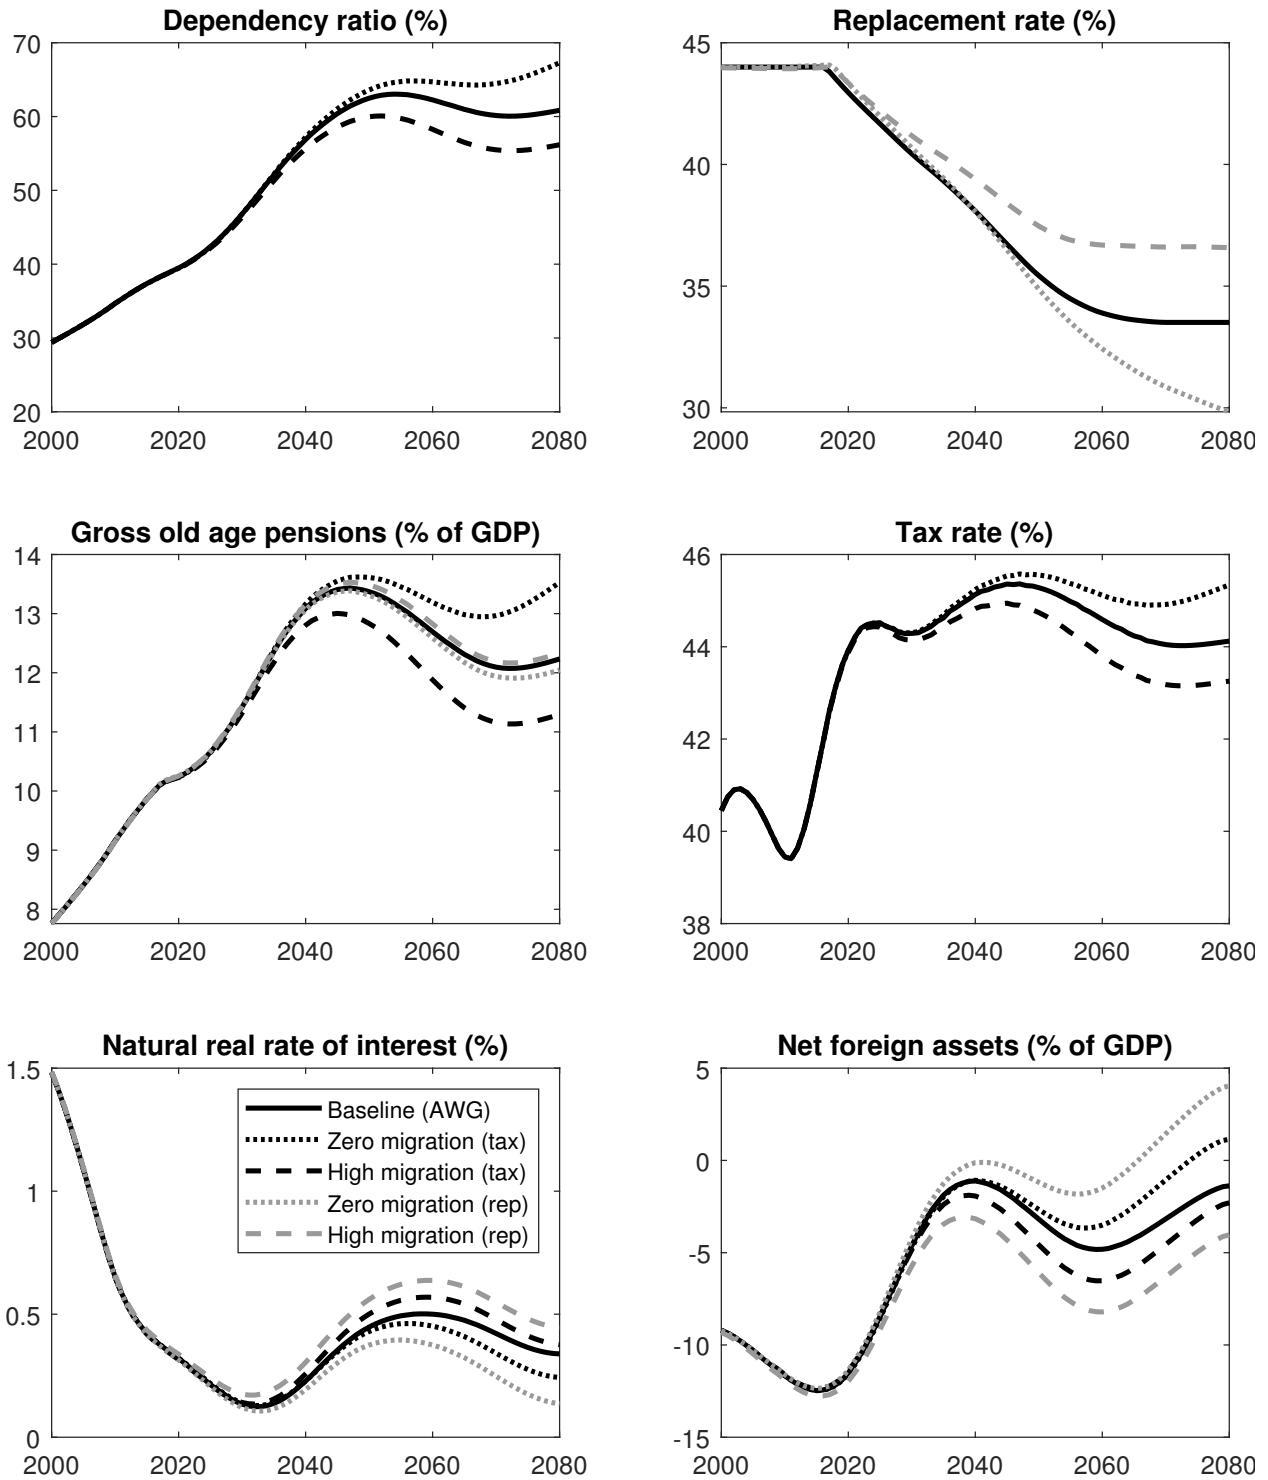 Dependency ratio (%)
70
60
50
40
30
20
2000 2020 2040 2060 2080
Replacement rate (%)
45
40
35
30
2000 2020 2040 2060 2080
Gross old age pensions (% of GDP)
14
13
12
11
10
9
8
2000 2020 2040 2060 2080
Tax rate (%)
46
44
42
40
38
2000 2020 2040 2060 2080
Natural real rate of interest (%)
1.5
1
0.5
0
2000 2020 2040 2060 2080
Baseline (AWG)
Zero migration (tax)
High migration (tax)
Zero migration (rep)
High migration (rep)
Net foreign assets (% of GDP)
5
0
-5
-10
-15
2000 2020 2040 2060 2080